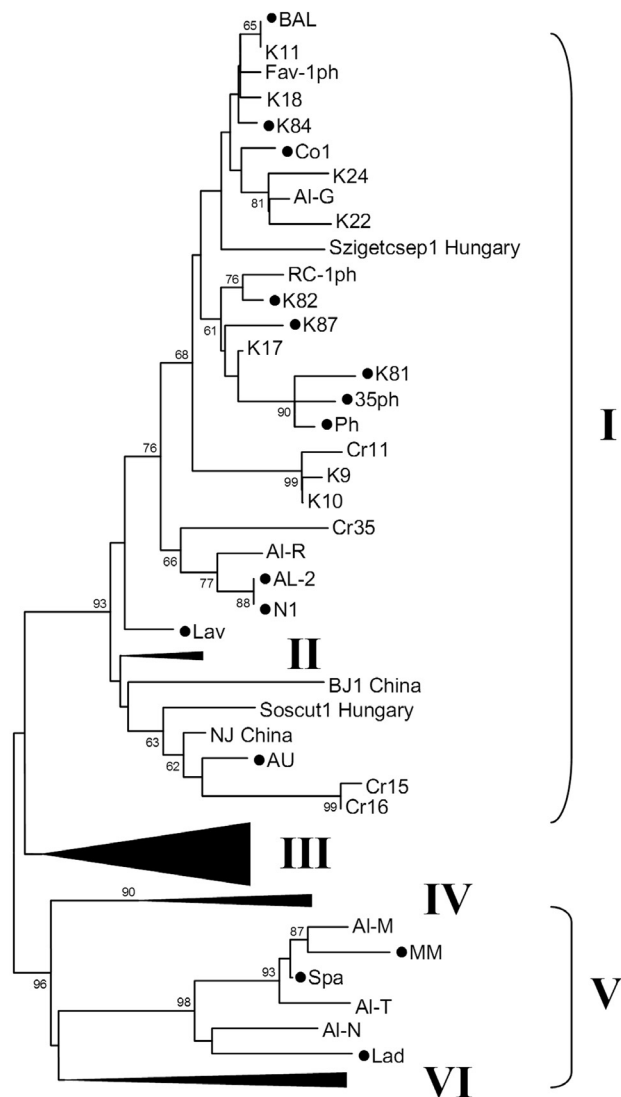 65
BAL
K11
Fav-1ph
K18
K84
Co1
K24
81
Al-G
K22
Szigetcsep1 Hungary
76
RC-1ph
K82
61
K87
K17
68
K81
35ph
90
Ph
I
Cr11
76
99
K9
K10
Cr35
66
Al-R
77
AL-2
88
N1
93
Lav
II
BJ1 China
Soscut1 Hungary
63
NJ China
62
AU
Cr15
99
Cr16
III
90
IV
87
Al-M
MM
93
Spa
96
98
Al-T
V
Al-N
Lad
VI